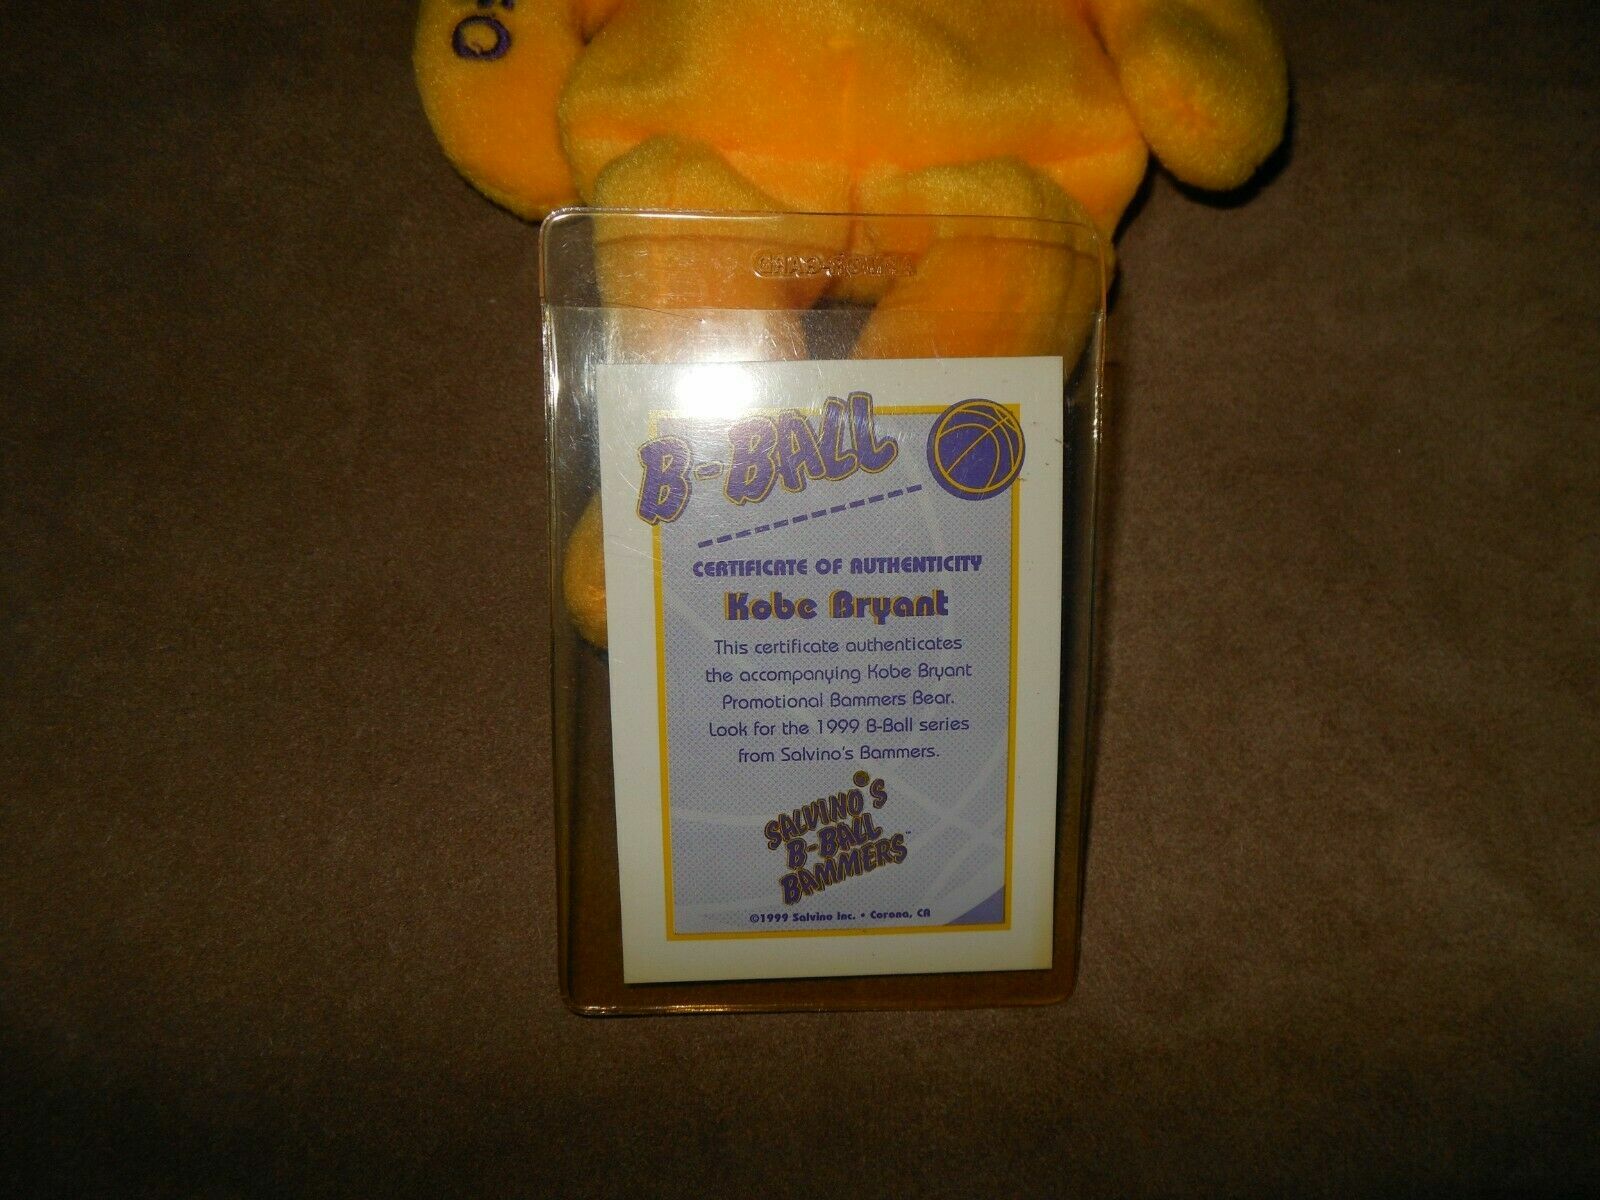 B-BALL
CERTIFICATE OF AUTHENTICITY
Kobe Bryant
This certificate authenticates
the accompanying Kobe Bryant
Promotional Bammers Bear.
Look for the 1999 B-Ball series
from Salvino's Bammers.
SALVINO'S
B-BALL
BAMMERS™
©1999 Salvino Inc. • Corona, CA